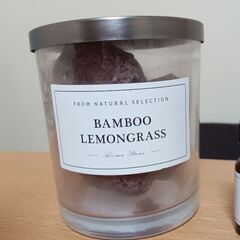 FROM NATURAL SELECTION
BAMBOO
LEMONGRASS
Aroma Stone